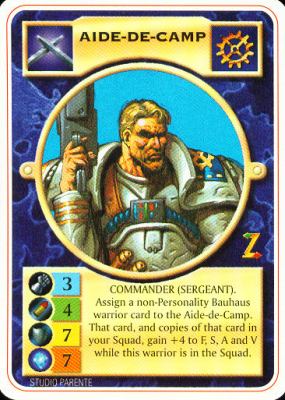 AIDE-DE-CAMP
Z
3
4
7
7
COMMANDER (SERGEANT).
Assign a non-Personality Bauhaus
warrior card to the Aide-de-Camp.
That card, and copies of that card in
your Squad, gain +4 to F, S, A and V
while this warrior is in the Squad.
STUDIO PARENTE